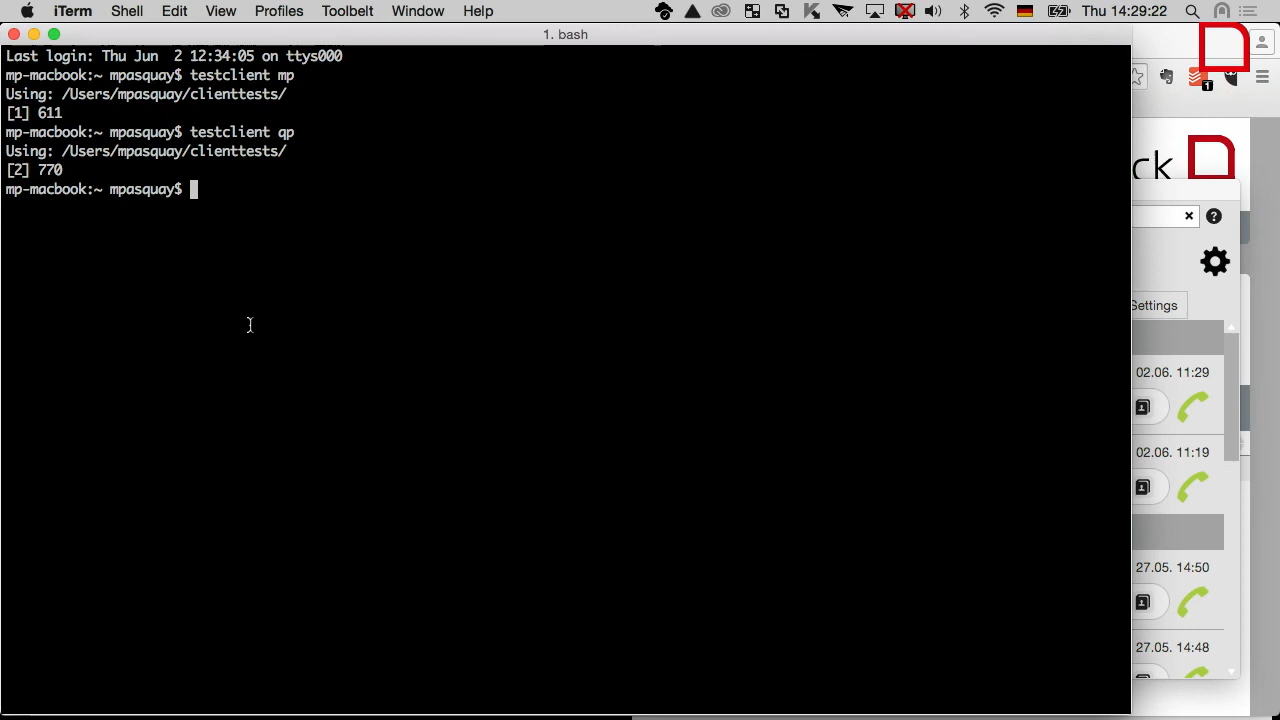 iTerm Shell Edit View Profiles Toolbelt Window Help Thu 14:29:22
1. bash
Last login: Thu Jun  2 12:34:05 on ttys000
mp-macbook:~ mpasquay$ testclient mp
Using: /Users/mpasquay/clienttests/
[1] 611
mp-macbook:~ mpasquay$ testclient qp
Using: /Users/mpasquay/clienttests/
[2] 770
mp-macbook:~ mpasquay$
1
ck
Settings
02.06. 11:29
02.06. 11:19
27.05. 14:50
27.05. 14:48